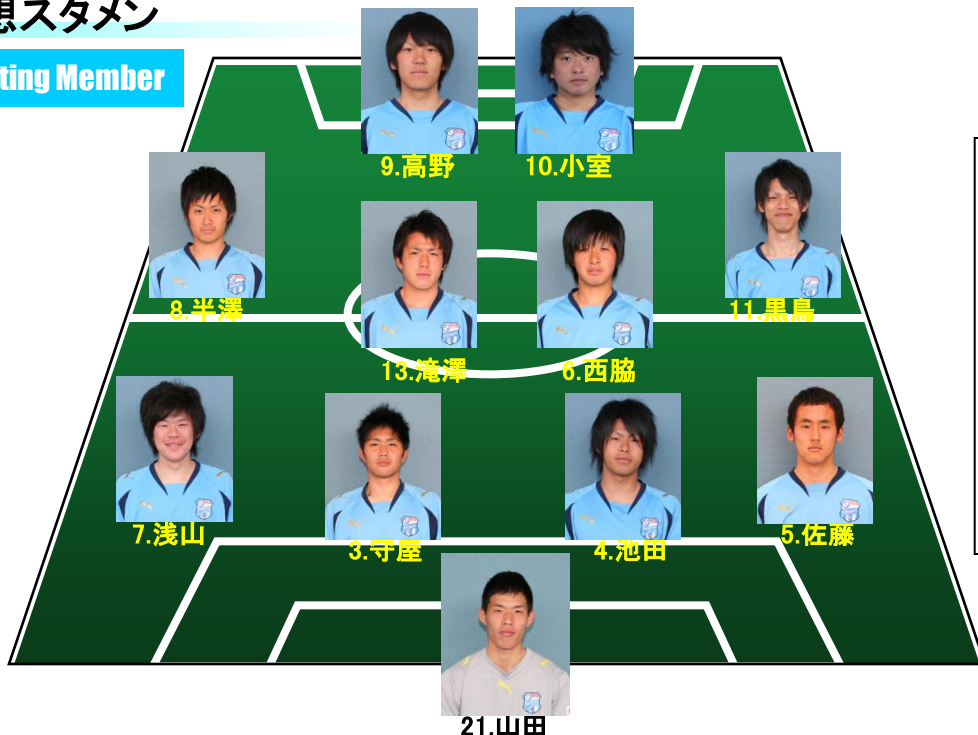 想スタメン
ting Member
9.高野
10.小室
8.半澤
11.黒鳥
13.滝澤
6.西脇
7.浅山
3.守屋
4.池田
5.佐藤
21.山田